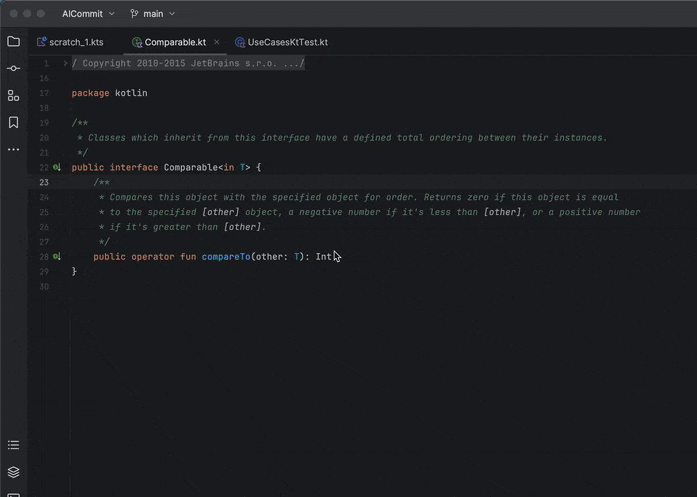 AICommit main
scratch_1.kts Comparable.kt UseCasesKtTest.kt
1 / Copyright 2010-2015 JetBrains s.r.o. .../
16
17 package kotlin
18
19 /**
20 * Classes which inherit from this interface have a defined total ordering between their instances.
21 */
22 public interface Comparable<in T> {
23 /**
24 * Compares this object with the specified object for order. Returns zero if this object is equal
25 * to the specified [other] object, a negative number if it's less than [other], or a positive number
26 * if it's greater than [other].
27 */
28 public operator fun compareTo(other: T): Int
29 }
30